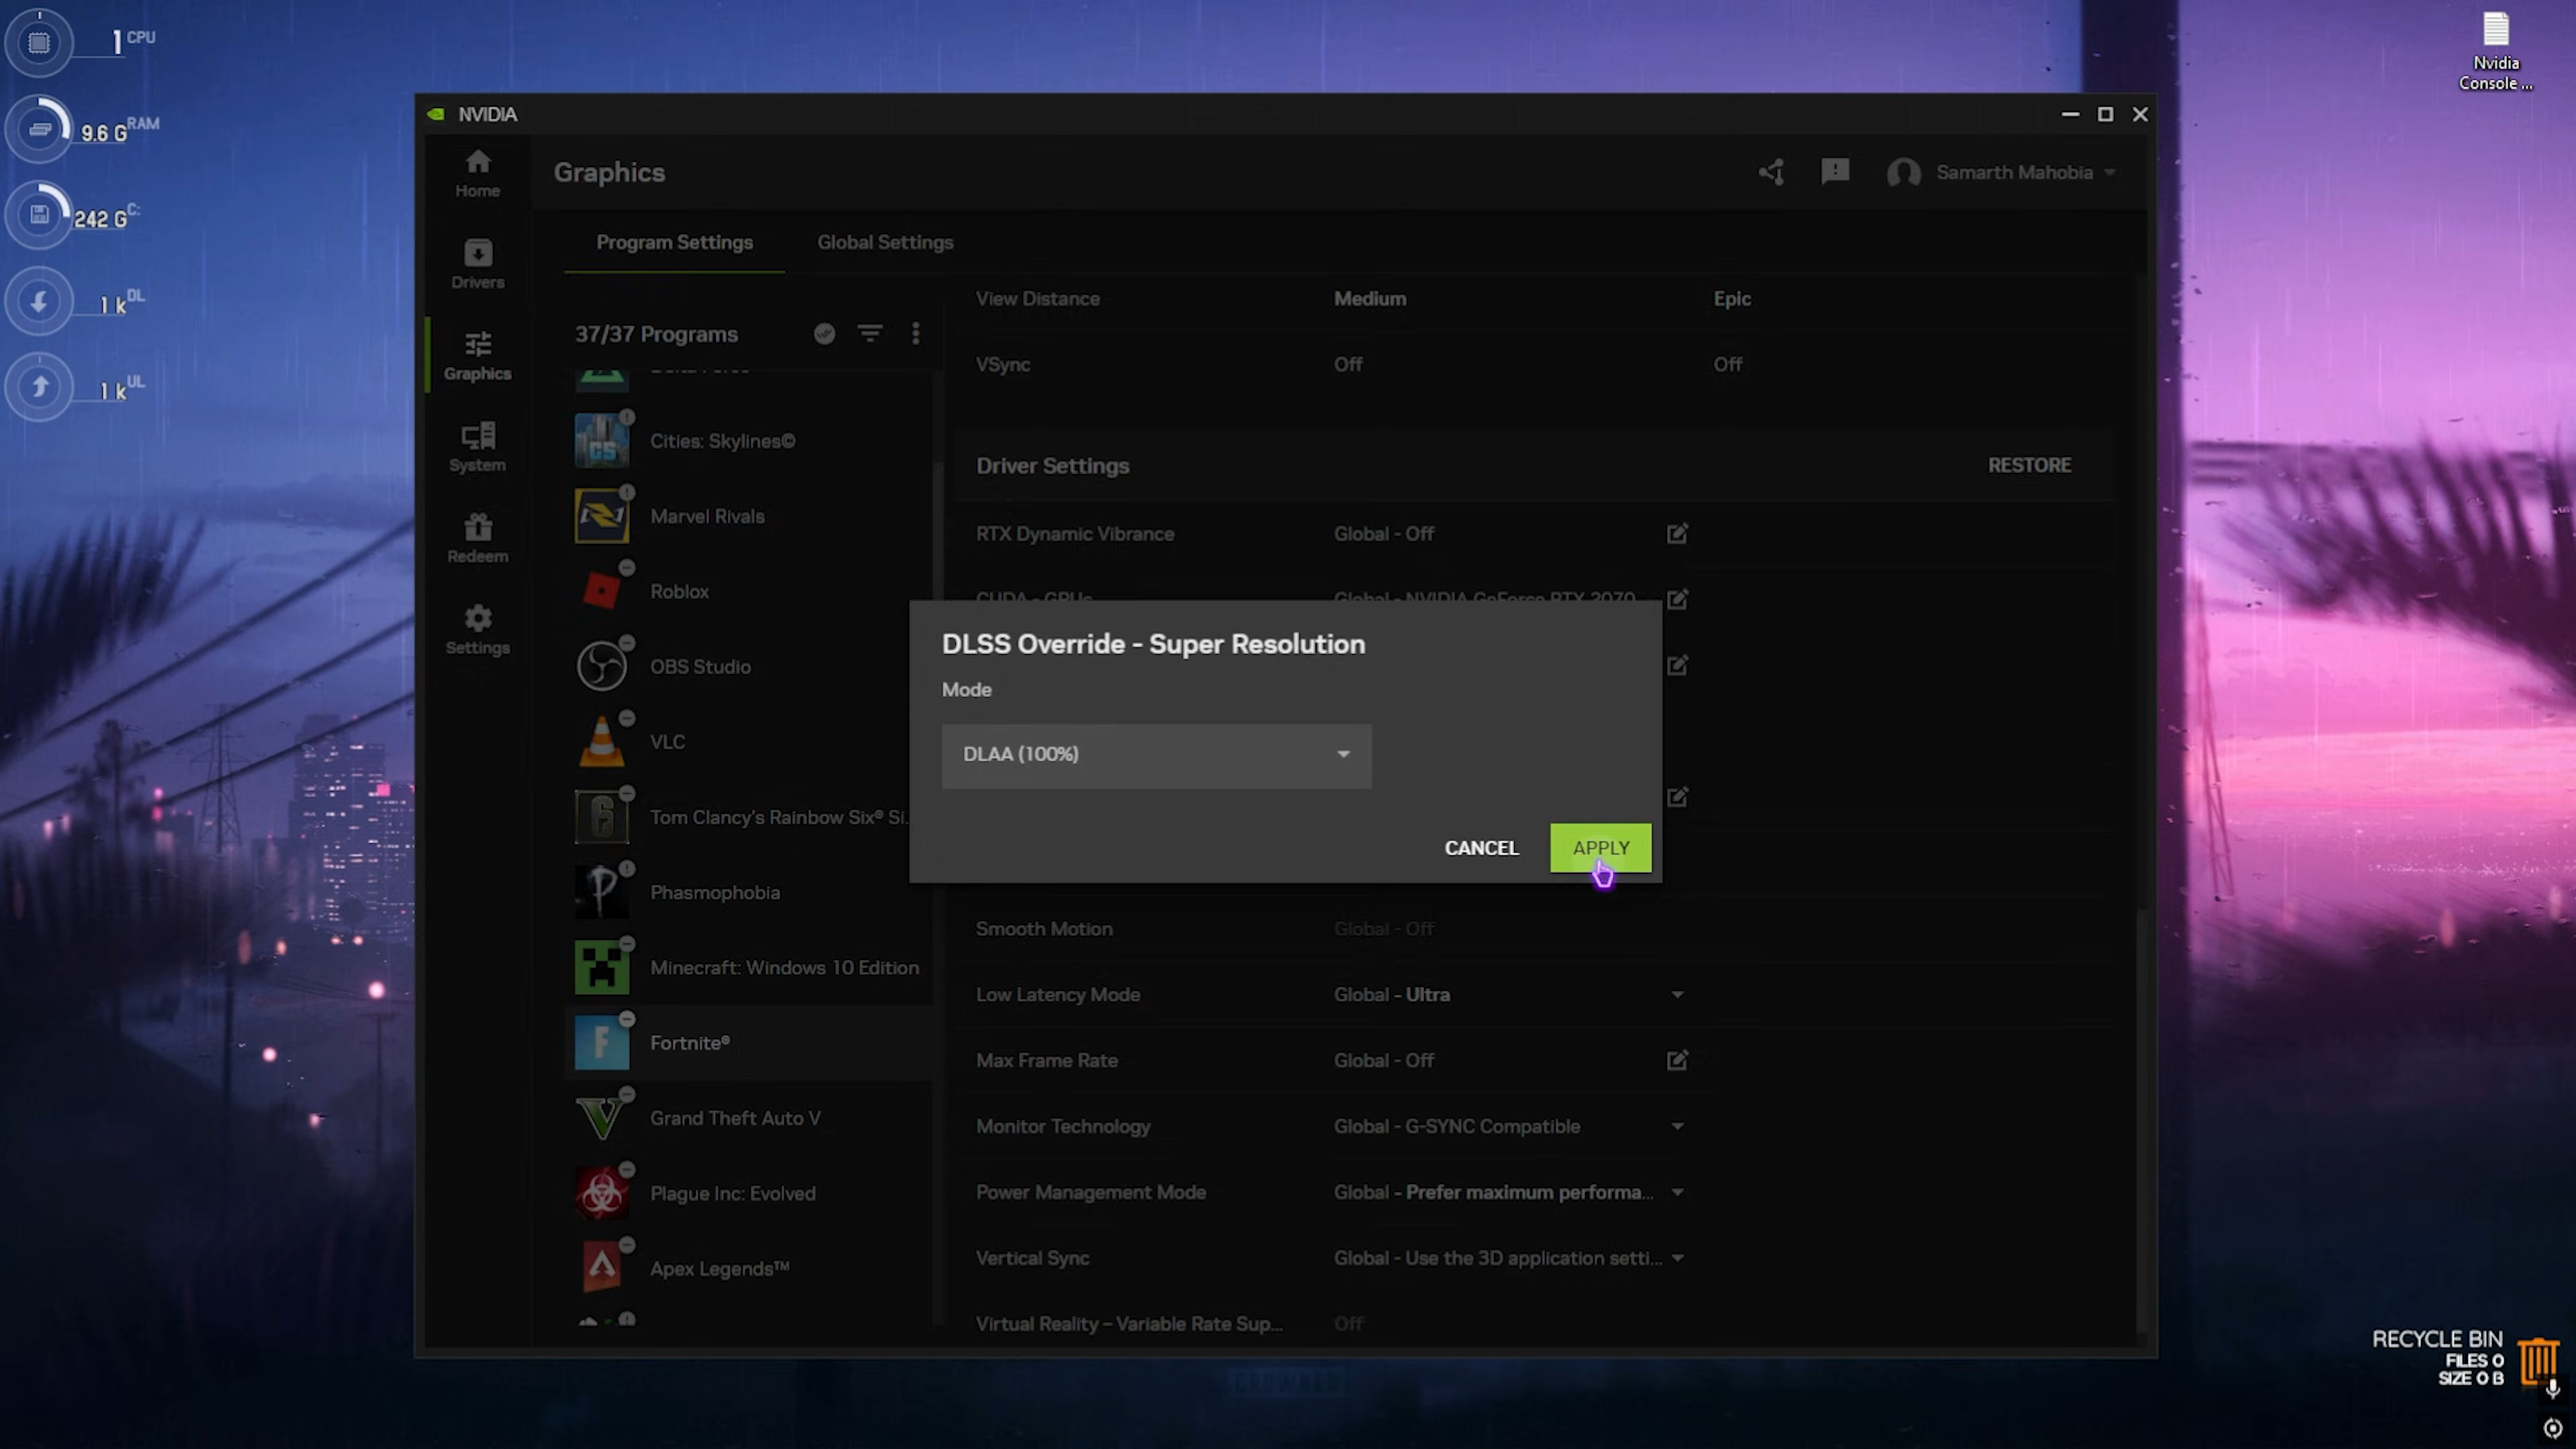 1 CPU
9.6 G RAM
242 G C:
1 k DL
1 k UL
Nvidia
Console ...
NVIDIA
Home
Drivers
Graphics
System
Redeem
Settings
Graphics
Samarth Mahobia
Program Settings
Global Settings
37/37 Programs
Cities: Skylines©
Marvel Rivals
Roblox
OBS Studio
VLC
Tom Clancy's Rainbow Six® Si...
Phasmophobia
Minecraft: Windows 10 Edition
Fortnite®
Grand Theft Auto V
Plague Inc: Evolved
Apex Legends™
View Distance Medium Epic
VSync Off Off
Driver Settings RESTORE
RTX Dynamic Vibrance Global - Off
CUDA - GPUs Global - NVIDIA GeForce RTX 2070
DLSS Override - Super Resolution
Mode
DLAA (100%)
CANCEL APPLY
Smooth Motion Global - Off
Low Latency Mode Global - Ultra
Max Frame Rate Global - Off
Monitor Technology Global - G-SYNC Compatible
Power Management Mode Global - Prefer maximum performa...
Vertical Sync Global - Use the 3D application setti...
Virtual Reality – Variable Rate Sup... Off
RECYCLE BIN
FILES 0
SIZE 0 B